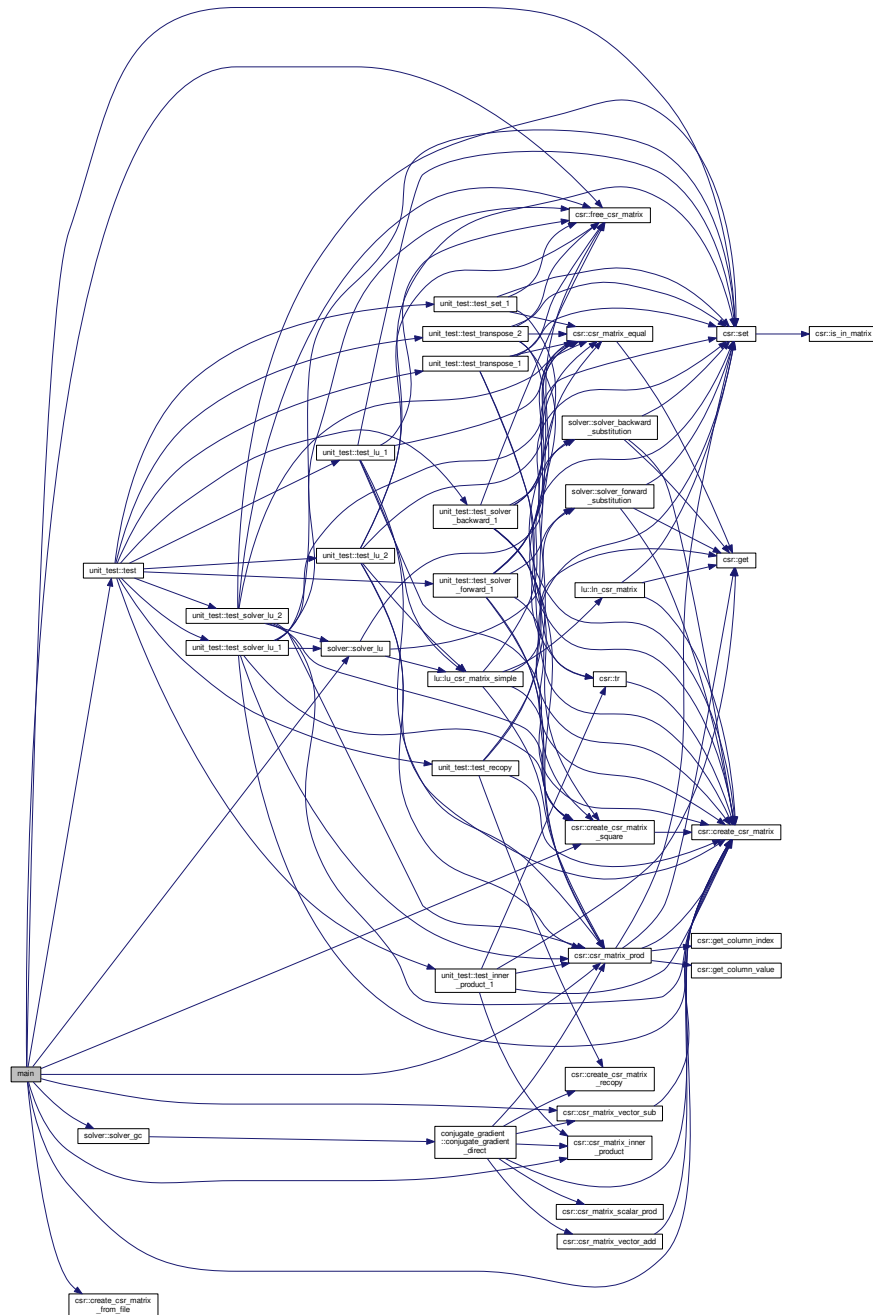 csr::free_csr_matrix
unit_test::test_set_1
unit_test::test_transpose_2
csr::csr_matrix_equal
csr::set
csr::is_in_matrix
unit_test::test_transpose_1
solver::solver_backward
_substitution
unit_test::test_lu_1
solver::solver_forward
_substitution
unit_test::test_solver
_backward_1
unit_test::test_lu_2
csr::get
unit_test::test
unit_test::test_solver
_forward_1
lu::ln_csr_matrix
unit_test::test_solver_lu_2
unit_test::test_solver_lu_1
solver::solver_lu
lu::lu_csr_matrix_simple
csr::tr
unit_test::test_recopy
csr::create_csr_matrix
_square
csr::create_csr_matrix
csr::get_column_index
csr::csr_matrix_prod
csr::get_column_value
unit_test::test_inner
_product_1
main
csr::create_csr_matrix
_recopy
csr::csr_matrix_vector_sub
solver::solver_gc
conjugate_gradient
::conjugate_gradient
_direct
csr::csr_matrix_inner
_product
csr::csr_matrix_scalar_prod
csr::csr_matrix_vector_add
csr::create_csr_matrix
_from_file